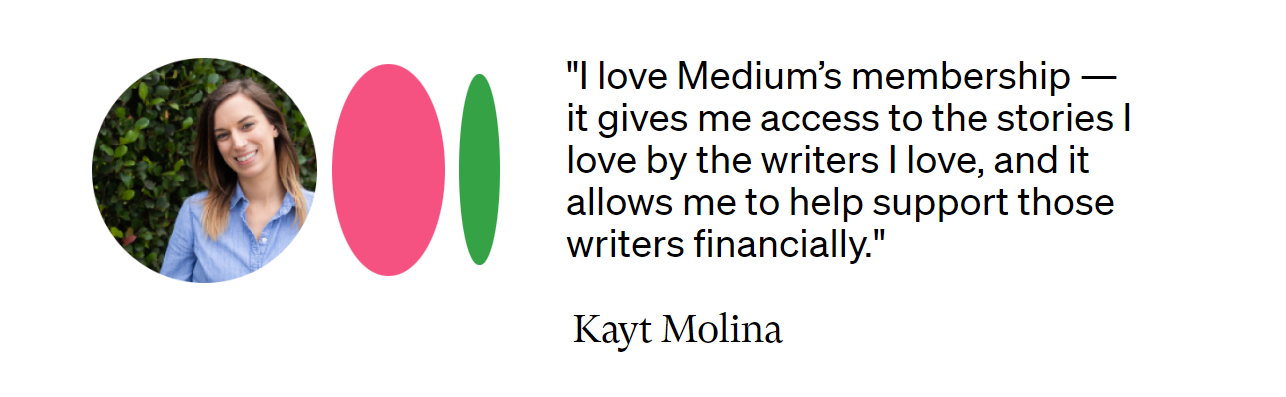 "I love Medium’s membership —
it gives me access to the stories I
love by the writers I love, and it
allows me to help support those
writers financially."
Kayt Molina